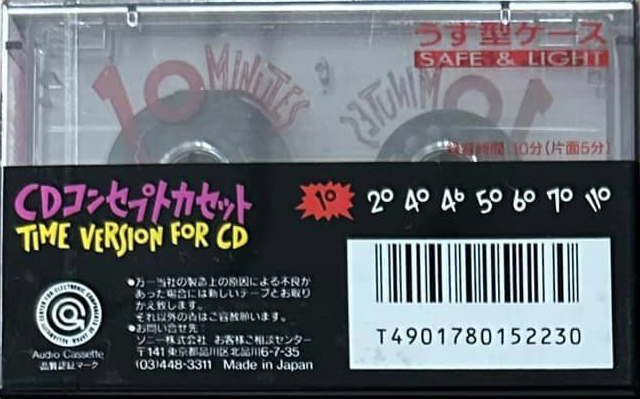 うす型ケース
SAFE & LIGHT
10 MINUTES
10 MINUTES
録音時間 10分(片面5分)
CDコンセプトカセット
TIME VERSION FOR CD
10 20 40 46 50 60 70 110
●万一当社の製造上の原因による不良が
あった場合には新しいテープとお取り
かえ致します。
それ以外の責はご容赦願います。
●お問い合せ先:
ソニー株式会社 お客様ご相談センター
〒141 東京都品川区北品川6-7-35
(03)448-3311 Made in Japan
Audio Cassette
品質認証マーク
T4901780152230